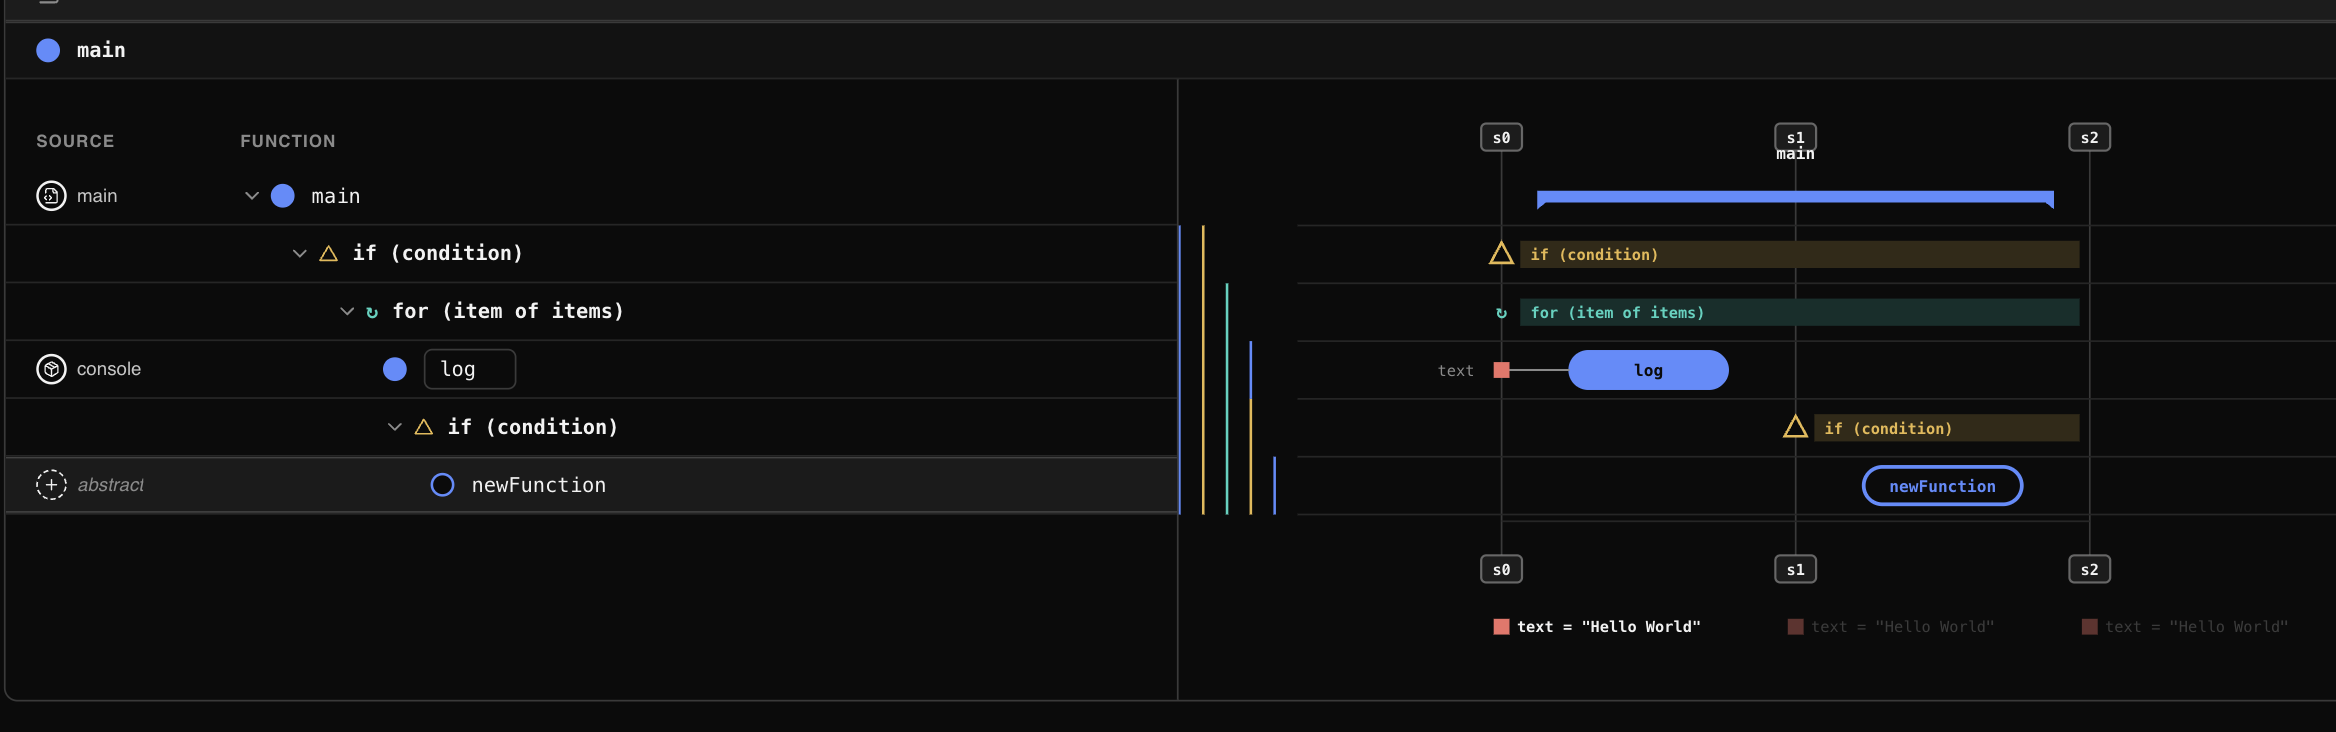 main
SOURCE FUNCTION
s0 s1 s2
main
main main
if (condition) if (condition)
for (item of items) for (item of items)
console log text log
if (condition) if (condition)
abstract newFunction newFunction
s0 s1 s2
text = "Hello World" text = "Hello World" text = "Hello World"